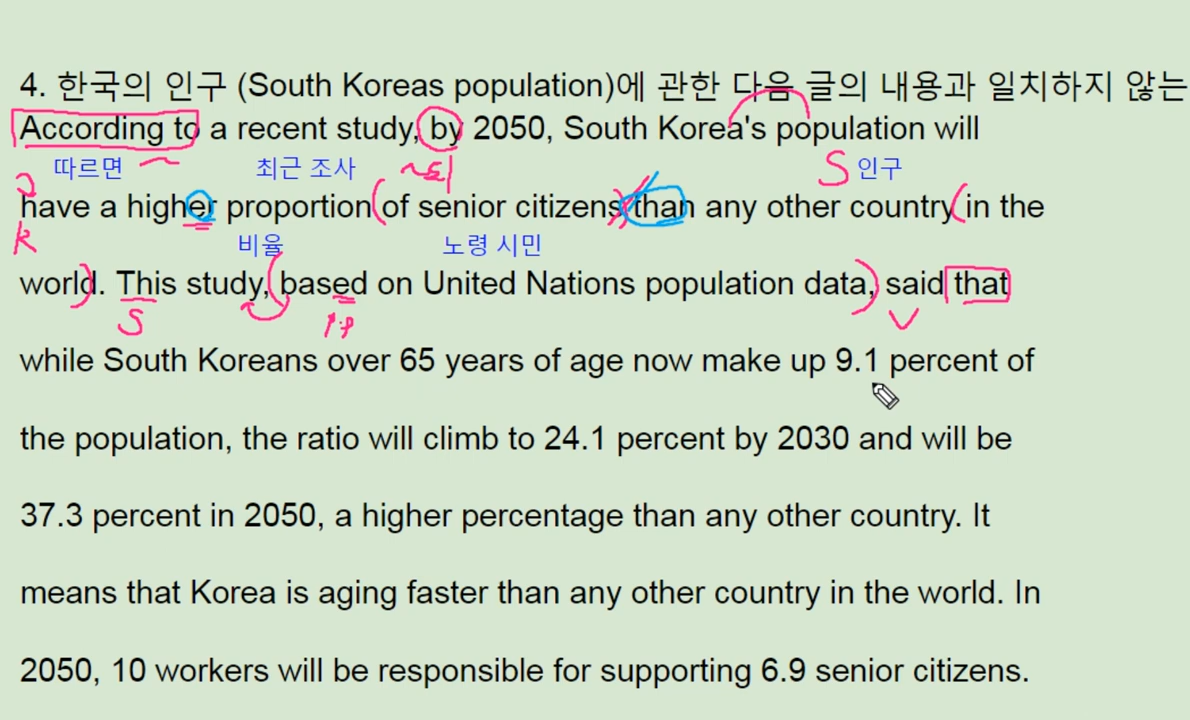 4. 한국의 인구 (South Koreas population)에 관한 다음 글의 내용과 일치하지 않는
According to a recent study, by 2050, South Korea's population will
따르면 최근 조사 S 인구
have a higher proportion of senior citizens than any other country in the
비율 노령 시민
world. This study, based on United Nations population data, said that
S p.p V
while South Koreans over 65 years of age now make up 9.1 percent of
the population, the ratio will climb to 24.1 percent by 2030 and will be
37.3 percent in 2050, a higher percentage than any other country. It
means that Korea is aging faster than any other country in the world. In
2050, 10 workers will be responsible for supporting 6.9 senior citizens.